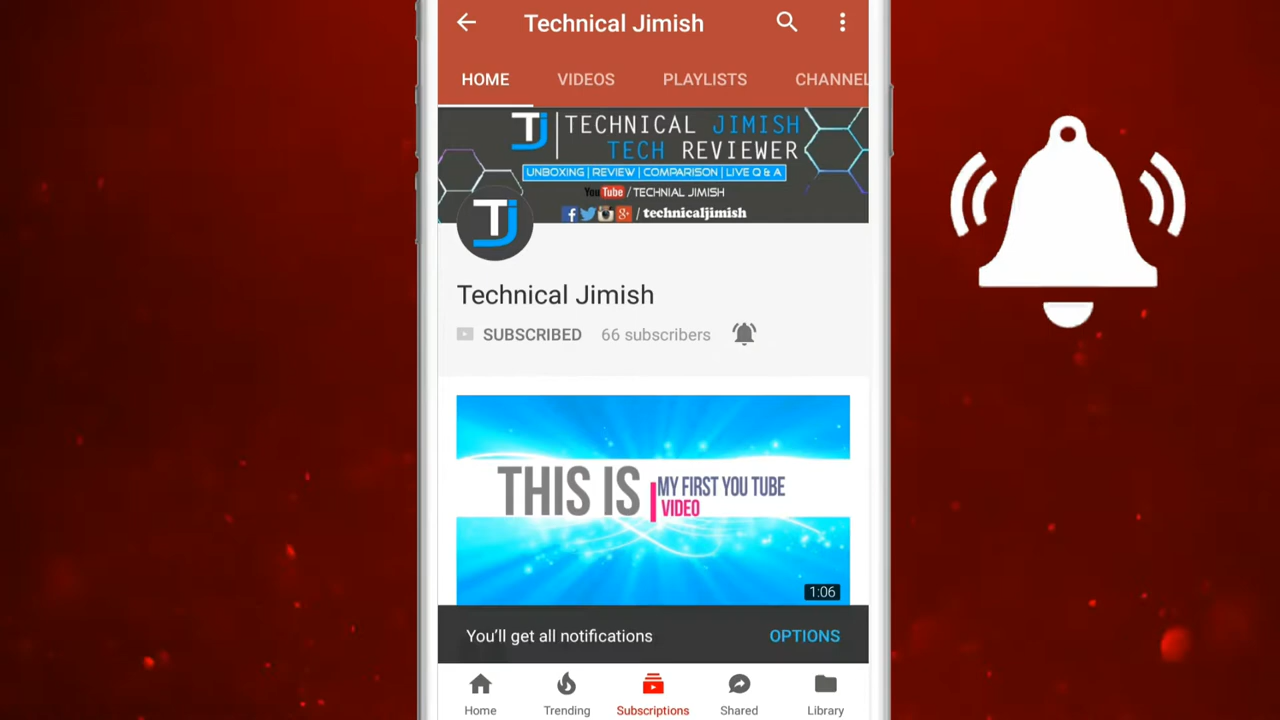 Technical Jimish
HOME VIDEOS PLAYLISTS CHANNEL
TJ TECHNICAL JIMISH
TECH REVIEWER
UNBOXING | REVIEW | COMPARISON | LIVE Q & A
YouTube / TECHNIAL JIMISH
/ technicaljimish
TJ
Technical Jimish
SUBSCRIBED 66 subscribers
THIS IS MY FIRST YOU TUBE
VIDEO
1:06
You'll get all notifications OPTIONS
Home Trending Subscriptions Shared Library